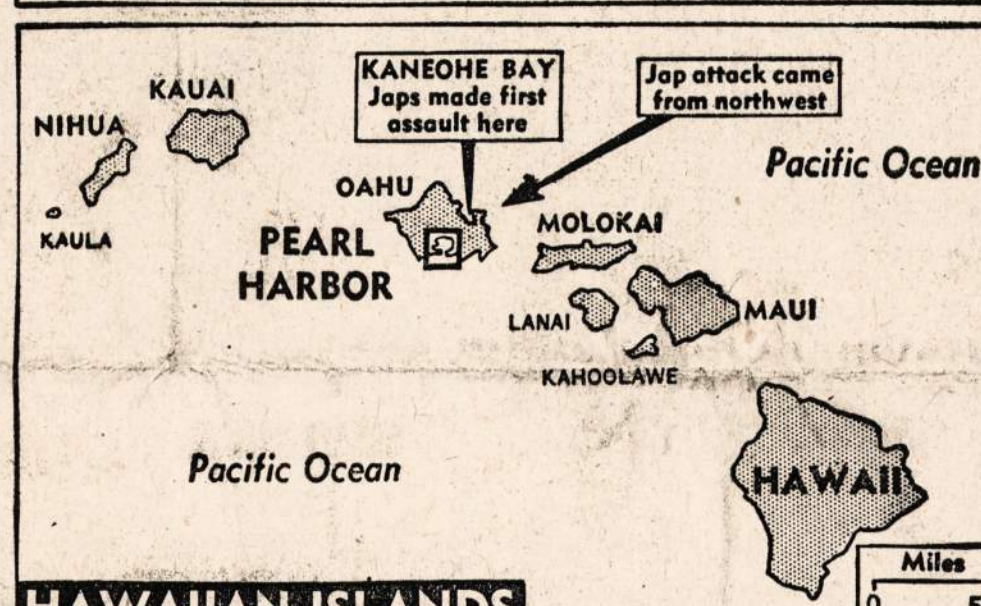 KAUAI
NIHUA
KAULA
KANEOHE BAY
Japs made first
assault here
Jap attack came
from northwest
Pacific Ocean
OAHU
PEARL
HARBOR
MOLOKAI
LANAI
MAUI
KAHOOLAWE
Pacific Ocean
HAWAII
Miles
0 5
HAWAIIAN ISLANDS